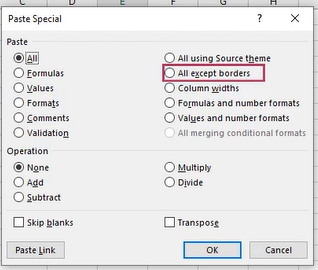 C D E F G H
Paste Special
? ×
Paste
All
All using Source theme
Formulas
All except borders
Values
Column widths
Formats
Formulas and number formats
Comments
Values and number formats
Validation
All merging conditional formats
Operation
None
Multiply
Add
Divide
Subtract
Skip blanks
Transpose
Paste Link
OK
Cancel